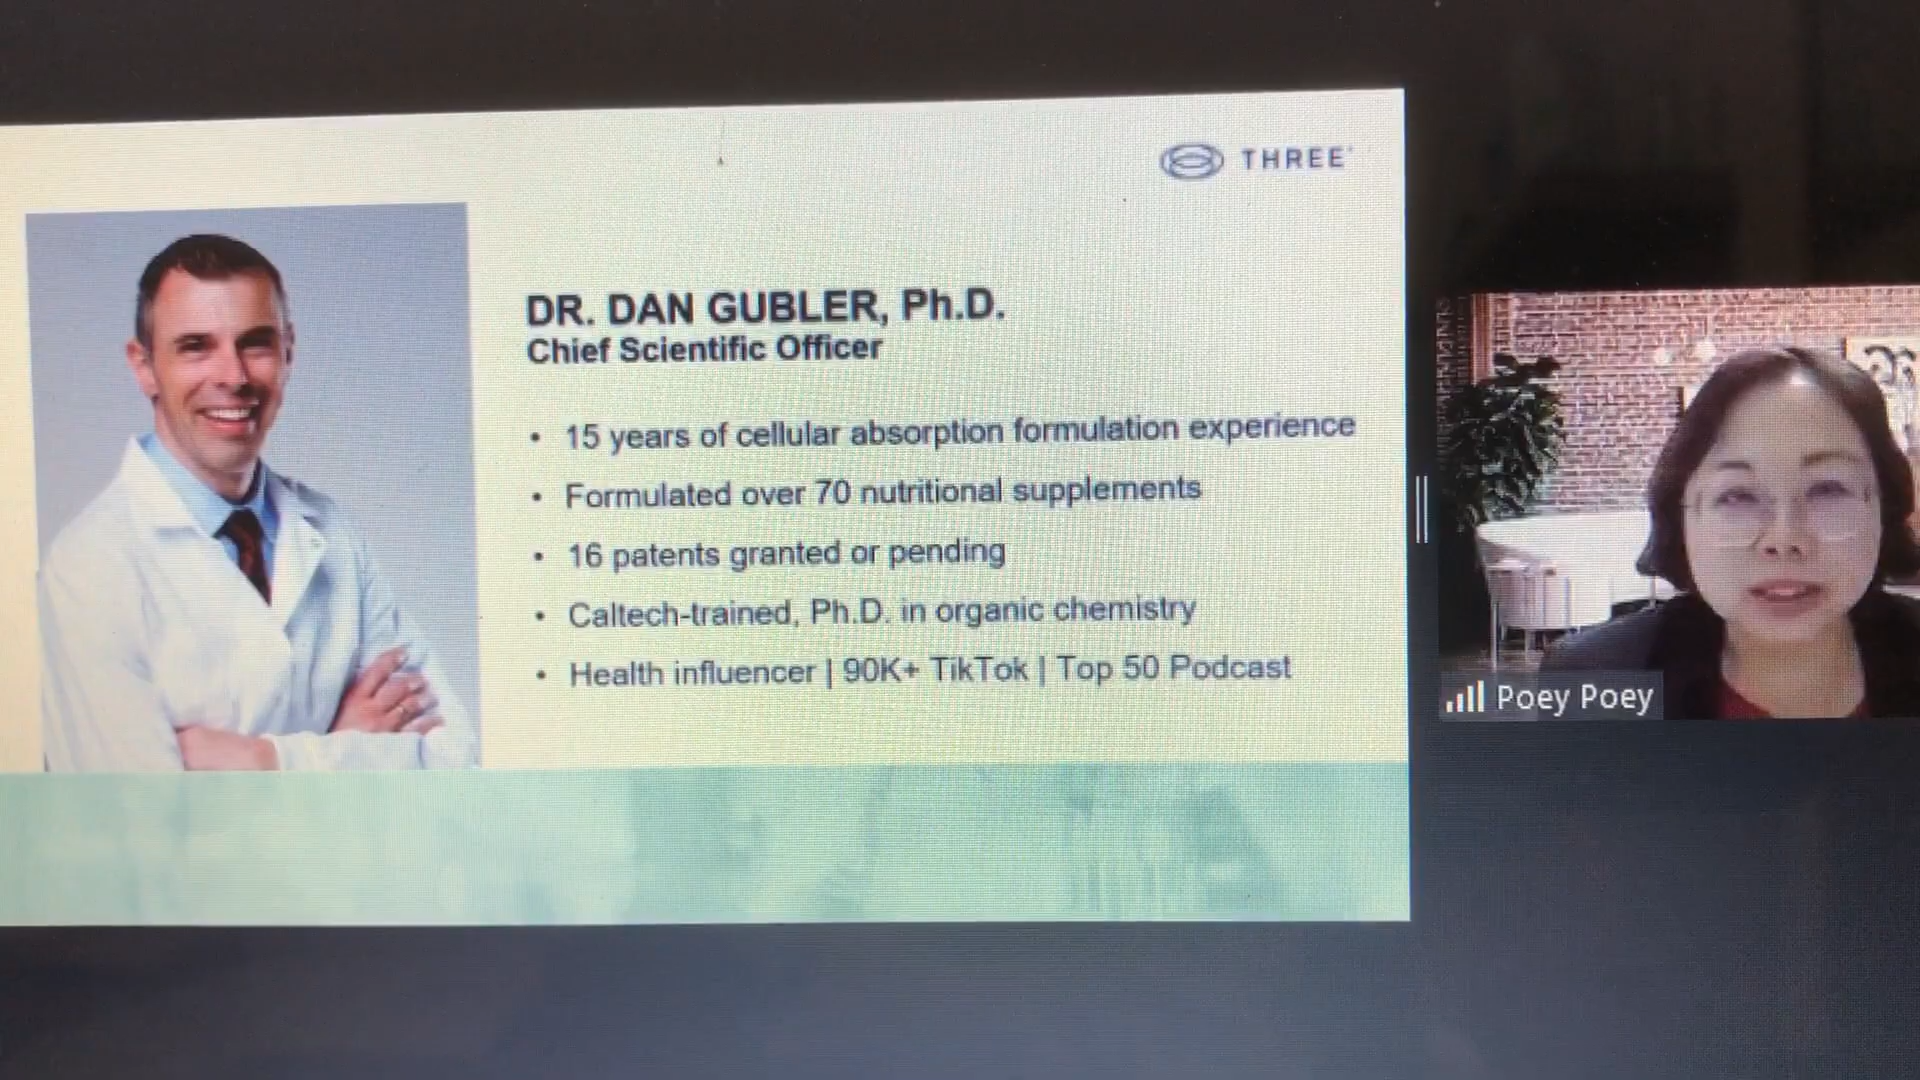 THREE
DR. DAN GUBLER, Ph.D.
Chief Scientific Officer
• 15 years of cellular absorption formulation experience
• Formulated over 70 nutritional supplements
• 16 patents granted or pending
• Caltech-trained, Ph.D. in organic chemistry
• Health influencer | 90K+ TikTok | Top 50 Podcast
Poey Poey